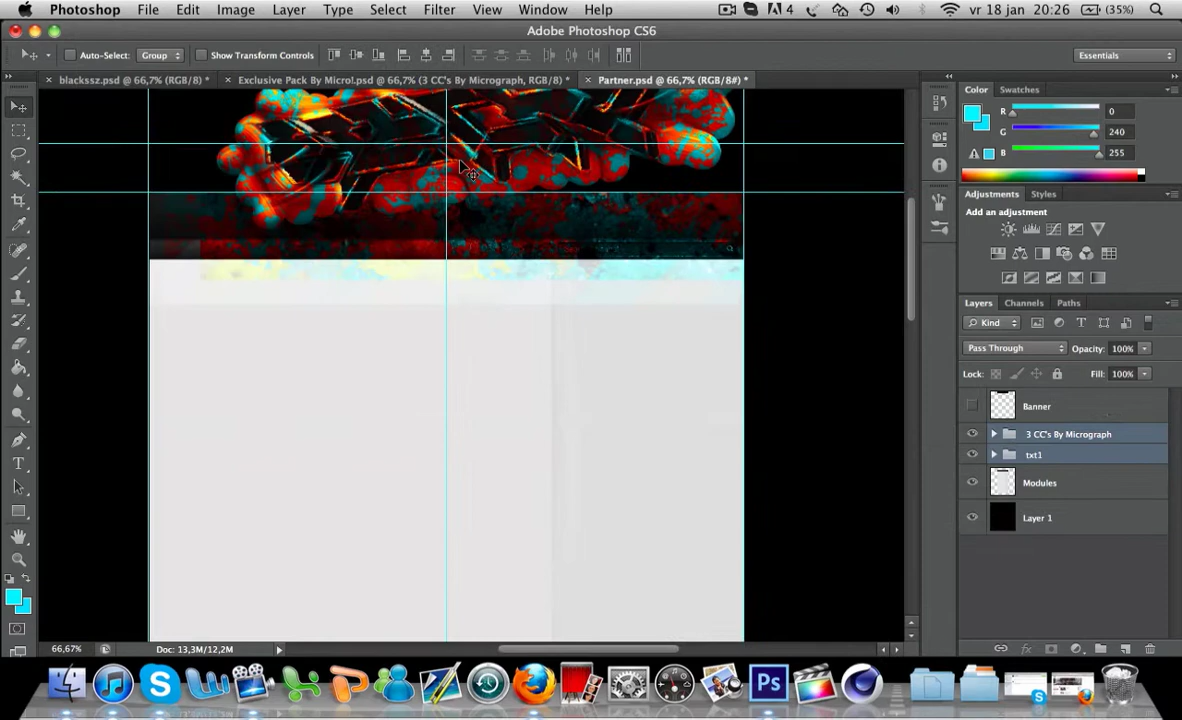 Photoshop File Edit Image Layer Type Select Filter View Window Help 4 vr 18 jan 20:26 (35%)
Adobe Photoshop CS6
Auto-Select: Group Show Transform Controls Essentials
blackssz.psd @ 66,7% (RGB/8) * Exclusive Pack By Micro!.psd @ 66,7% (3 CC's By Micrograph, RGB/8) * Partner.psd @ 66,7% (RGB/8#) *
Color Swatches
R 0
G 240
B 255
Adjustments Styles
Add an adjustment
Layers Channels Paths
Kind
Pass Through Opacity: 100%
Lock: Fill: 100%
Banner
3 CC's By Micrograph
txt1
Modules
Layer 1
66,67% Doc: 13,3M/12,2M
Ps